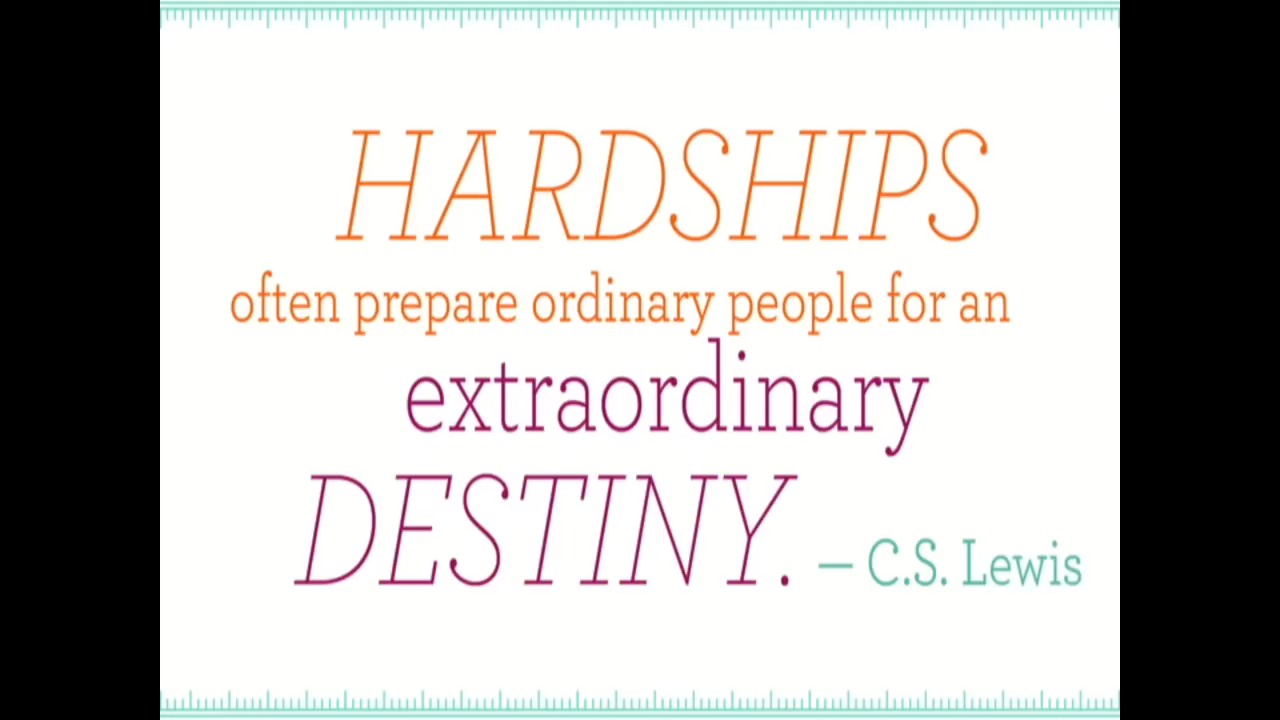 HARDSHIPS
often prepare ordinary people for an
extraordinary
DESTINY. – C.S. Lewis